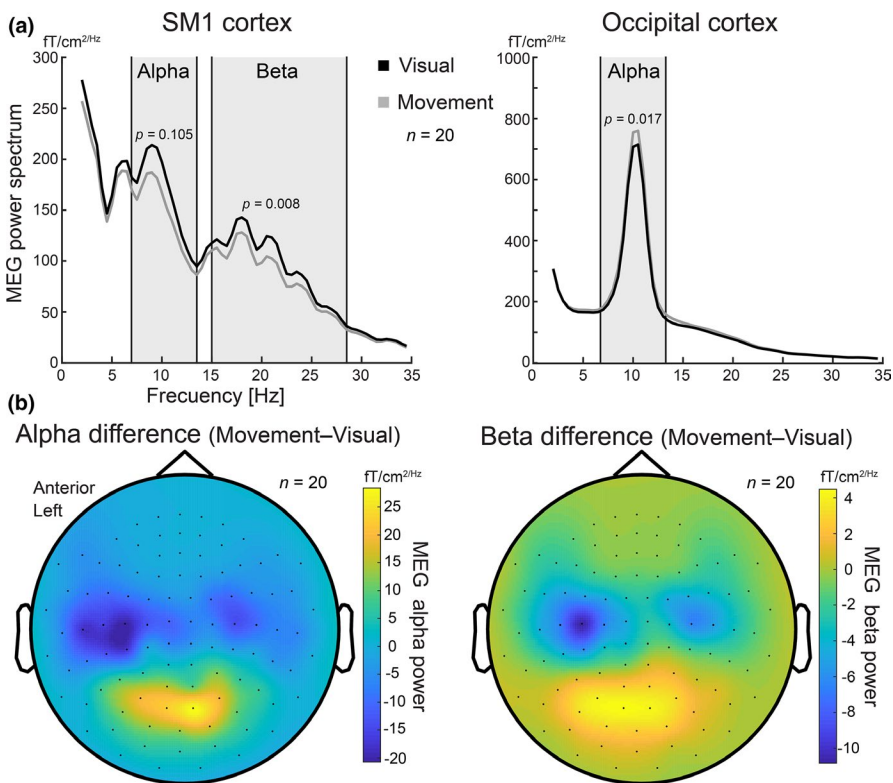 (a)
SM1 cortex
Occipital cortex
fT/cm2/Hz
fT/cm2/Hz
MEG power spectrum
300
250
200
150
100
50
0
Alpha
Beta
p = 0.105
p = 0.008
0 5 10 15 20 25 30 35
Frecuency [Hz]
Visual
Movement
n = 20
1000
800
600
400
200
0
Alpha
p = 0.017
0 5 10 15 20 25 30 35
(b)
Alpha difference (Movement–Visual)
Anterior
Left
n = 20
fT/cm2/Hz
25
20
15
10
5
-0
-5
-10
-15
-20
MEG alpha power
Beta difference (Movement–Visual)
n = 20
fT/cm2/Hz
4
2
0
-2
-4
-6
-8
-10
MEG beta power